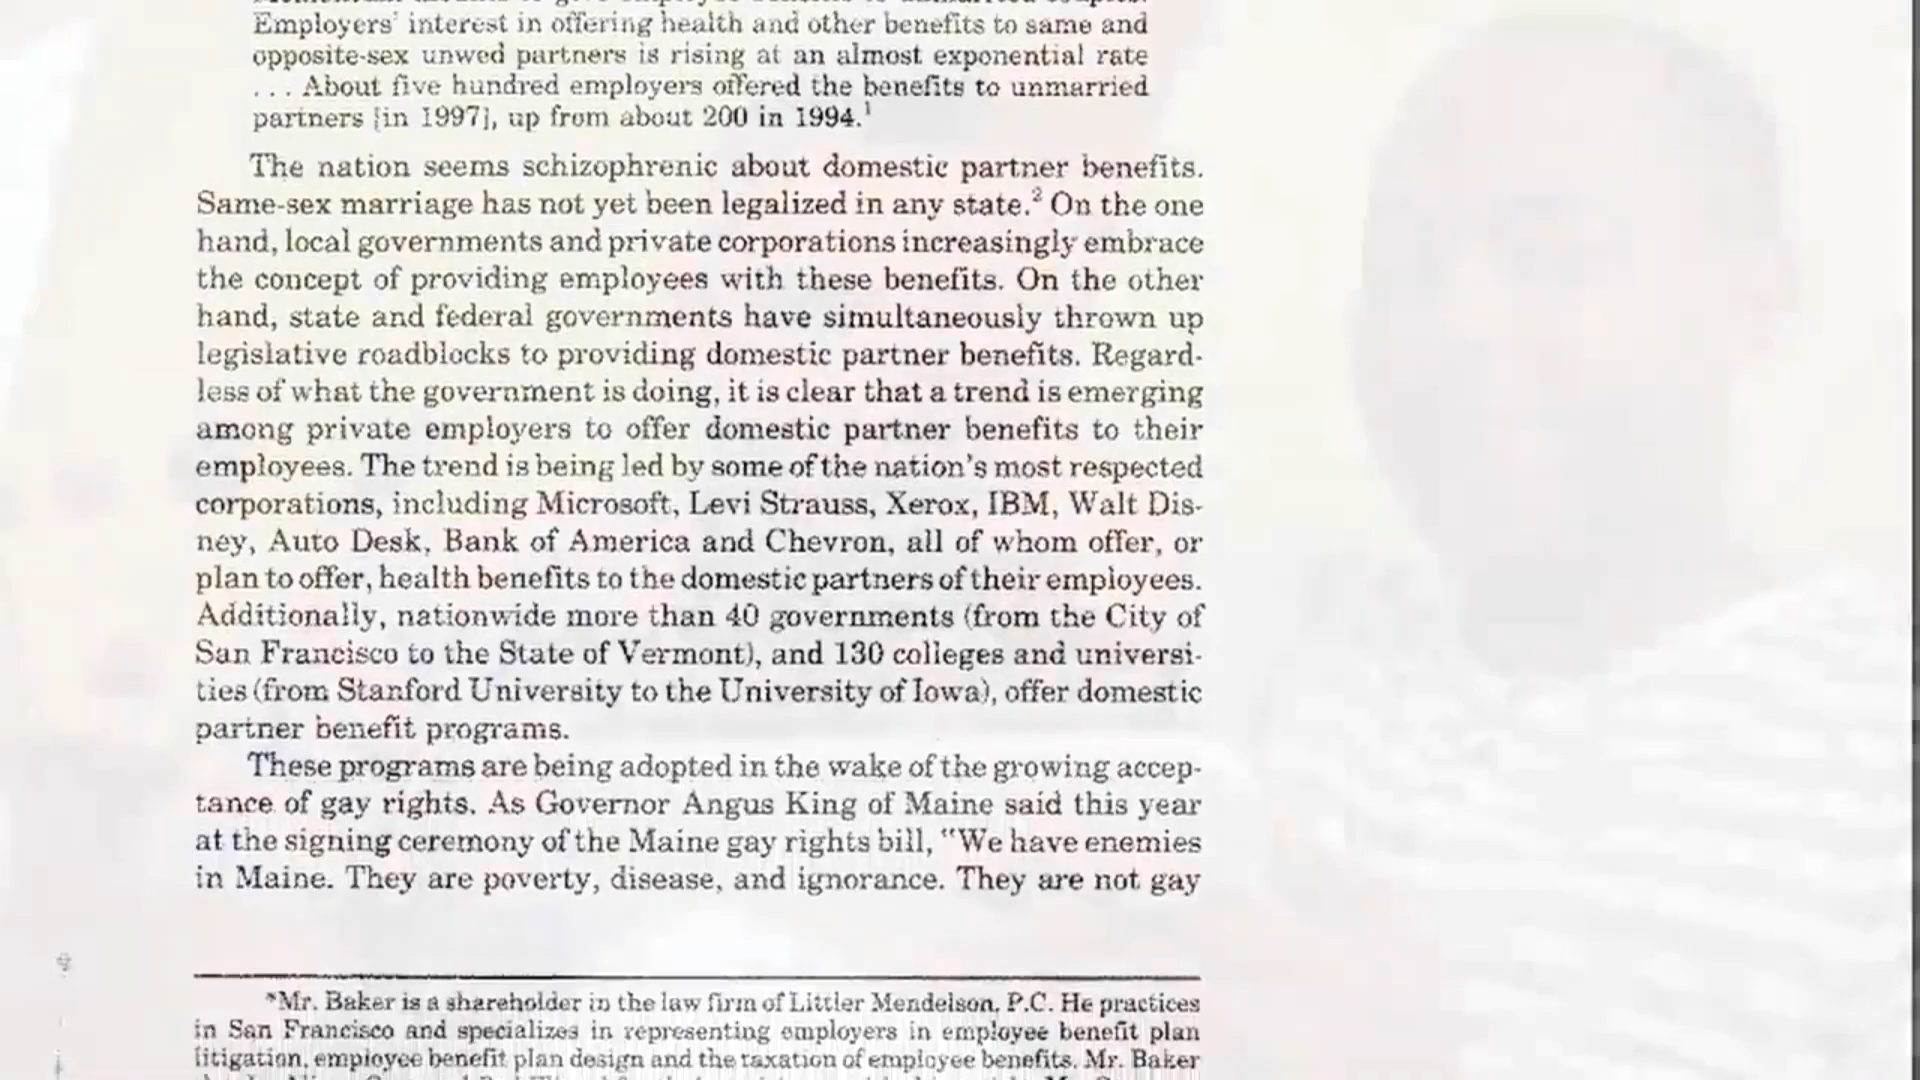 Employers' interest in offering health and other benefits to same and
opposite-sex unwed partners is rising at an almost exponential rate
. . . About five hundred employers offered the benefits to unmarried
partners [in 1997], up from about 200 in 1994.¹
The nation seems schizophrenic about domestic partner benefits.
Same-sex marriage has not yet been legalized in any state.² On the one
hand, local governments and private corporations increasingly embrace
the concept of providing employees with these benefits. On the other
hand, state and federal governments have simultaneously thrown up
legislative roadblocks to providing domestic partner benefits. Regard-
less of what the government is doing, it is clear that a trend is emerging
among private employers to offer domestic partner benefits to their
employees. The trend is being led by some of the nation's most respected
corporations, including Microsoft, Levi Strauss, Xerox, IBM, Walt Dis-
ney, Auto Desk, Bank of America and Chevron, all of whom offer, or
plan to offer, health benefits to the domestic partners of their employees.
Additionally, nationwide more than 40 governments (from the City of
San Francisco to the State of Vermont), and 130 colleges and universi-
ties (from Stanford University to the University of Iowa), offer domestic
partner benefit programs.
These programs are being adopted in the wake of the growing accep-
tance of gay rights. As Governor Angus King of Maine said this year
at the signing ceremony of the Maine gay rights bill, "We have enemies
in Maine. They are poverty, disease, and ignorance. They are not gay
*Mr. Baker is a shareholder in the law firm of Littler Mendelson, P.C. He practices
in San Francisco and specializes in representing employers in employee benefit plan
litigation, employee benefit plan design and the taxation of employee benefits. Mr. Baker